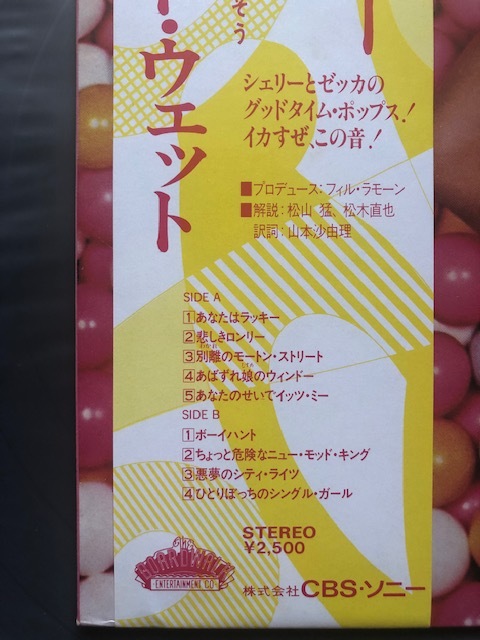 ・ウェット
そう
シェリーとゼッカの
グッドタイム・ポップス!
イカすぜ、この音!
■プロデュース:フィル・ラモーン
■解説:松山 猛、松木直也
訳詞:山本沙由理
SIDE A
1あなたはラッキー
2悲しきロンリー
わかれ
3別離のモートン・ストリート
4あばずれ娘のウィンドー
5あなたのせいでイッツ・ミー
SIDE B
1ボーイハント
2ちょっと危険なニュー・モッド・キング
3悪夢のシティ・ライツ
4ひとりぼっちのシングル・ガール
STEREO
¥2,500
The
BOARDWALK
ENTERTAINMENT CO
株式会社CBS・ソニー